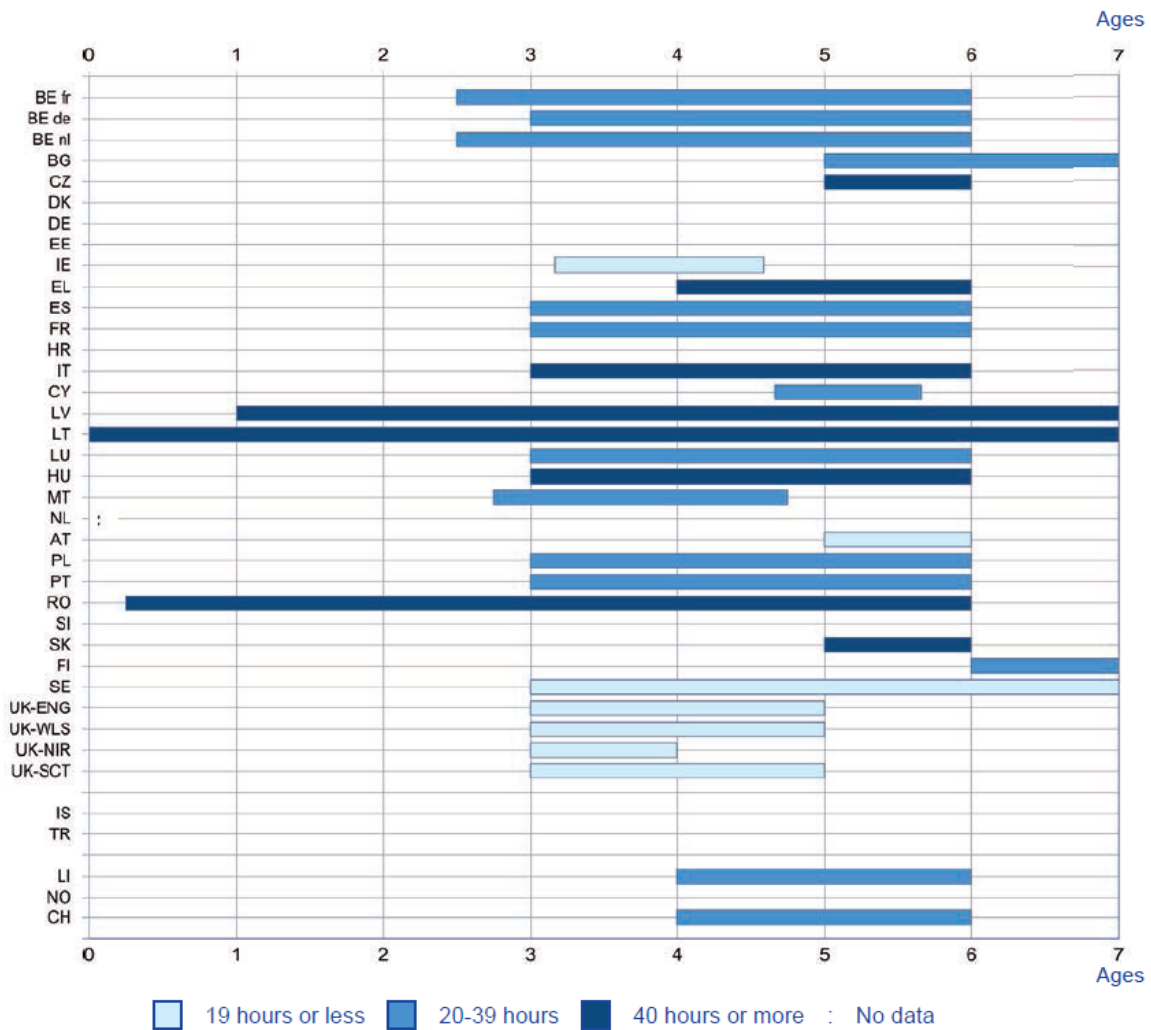 Ages
0 1 2 3 4 5 6 7
BE fr
BE de
BE nl
BG
CZ
DK
DE
EE
IE
EL
ES
FR
HR
IT
CY
LV
LT
LU
HU
MT
NL :
AT
PL
PT
RO
SI
SK
FI
SE
UK-ENG
UK-WLS
UK-NIR
UK-SCT
IS
TR
LI
NO
CH
0 1 2 3 4 5 6 7
Ages
19 hours or less 20-39 hours 40 hours or more : No data